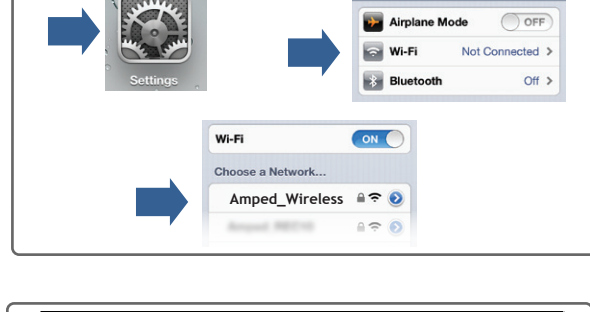 Settings
Airplane Mode OFF
Wi-Fi Not Connected
Bluetooth Off
Wi-Fi ON
Choose a Network...
Amped_Wireless